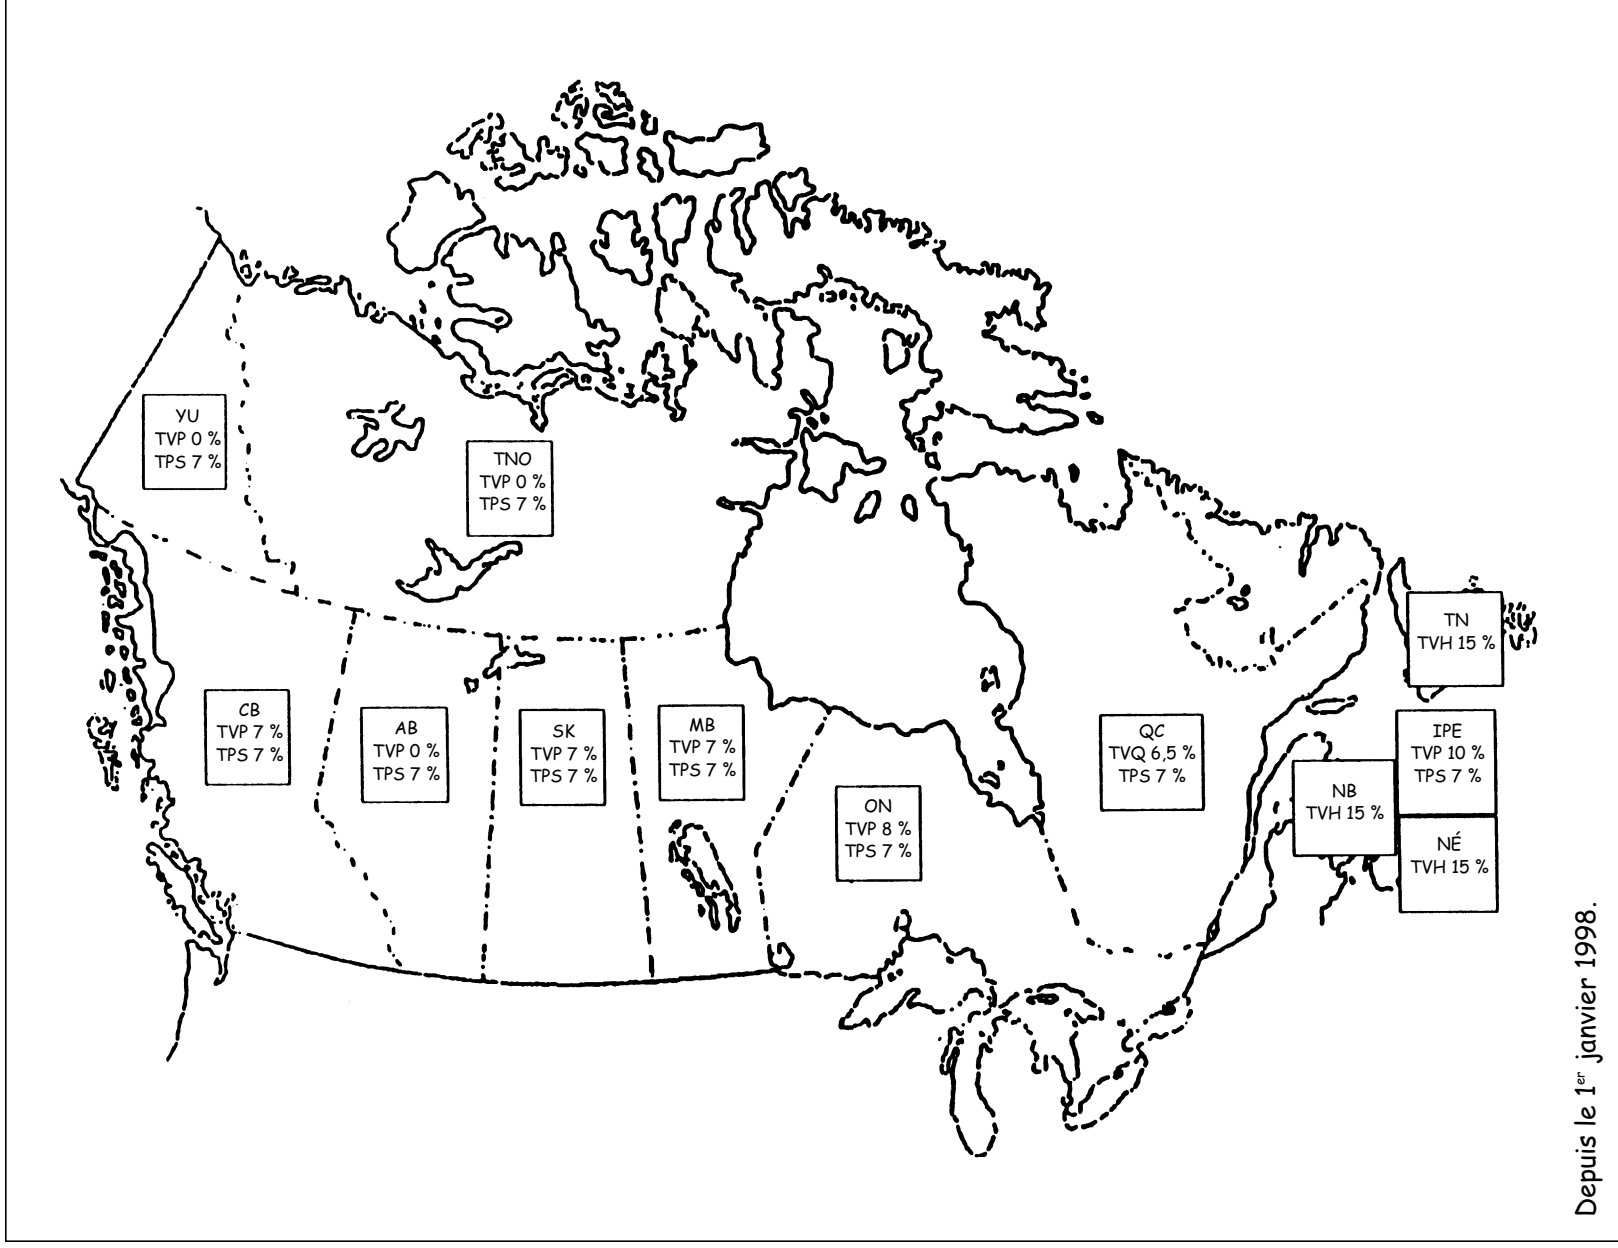 YU
TVP 0 %
TPS 7 %
TNO
TVP 0 %
TPS 7 %
CB
TVP 7 %
TPS 7 %
AB
TVP 0 %
TPS 7 %
SK
TVP 7 %
TPS 7 %
MB
TVP 7 %
TPS 7 %
ON
TVP 8 %
TPS 7 %
QC
TVQ 6,5 %
TPS 7 %
TN
TVH 15 %
IPE
TVP 10 %
TPS 7 %
NB
TVH 15 %
NÉ
TVH 15 %
Depuis le 1er janvier 1998.